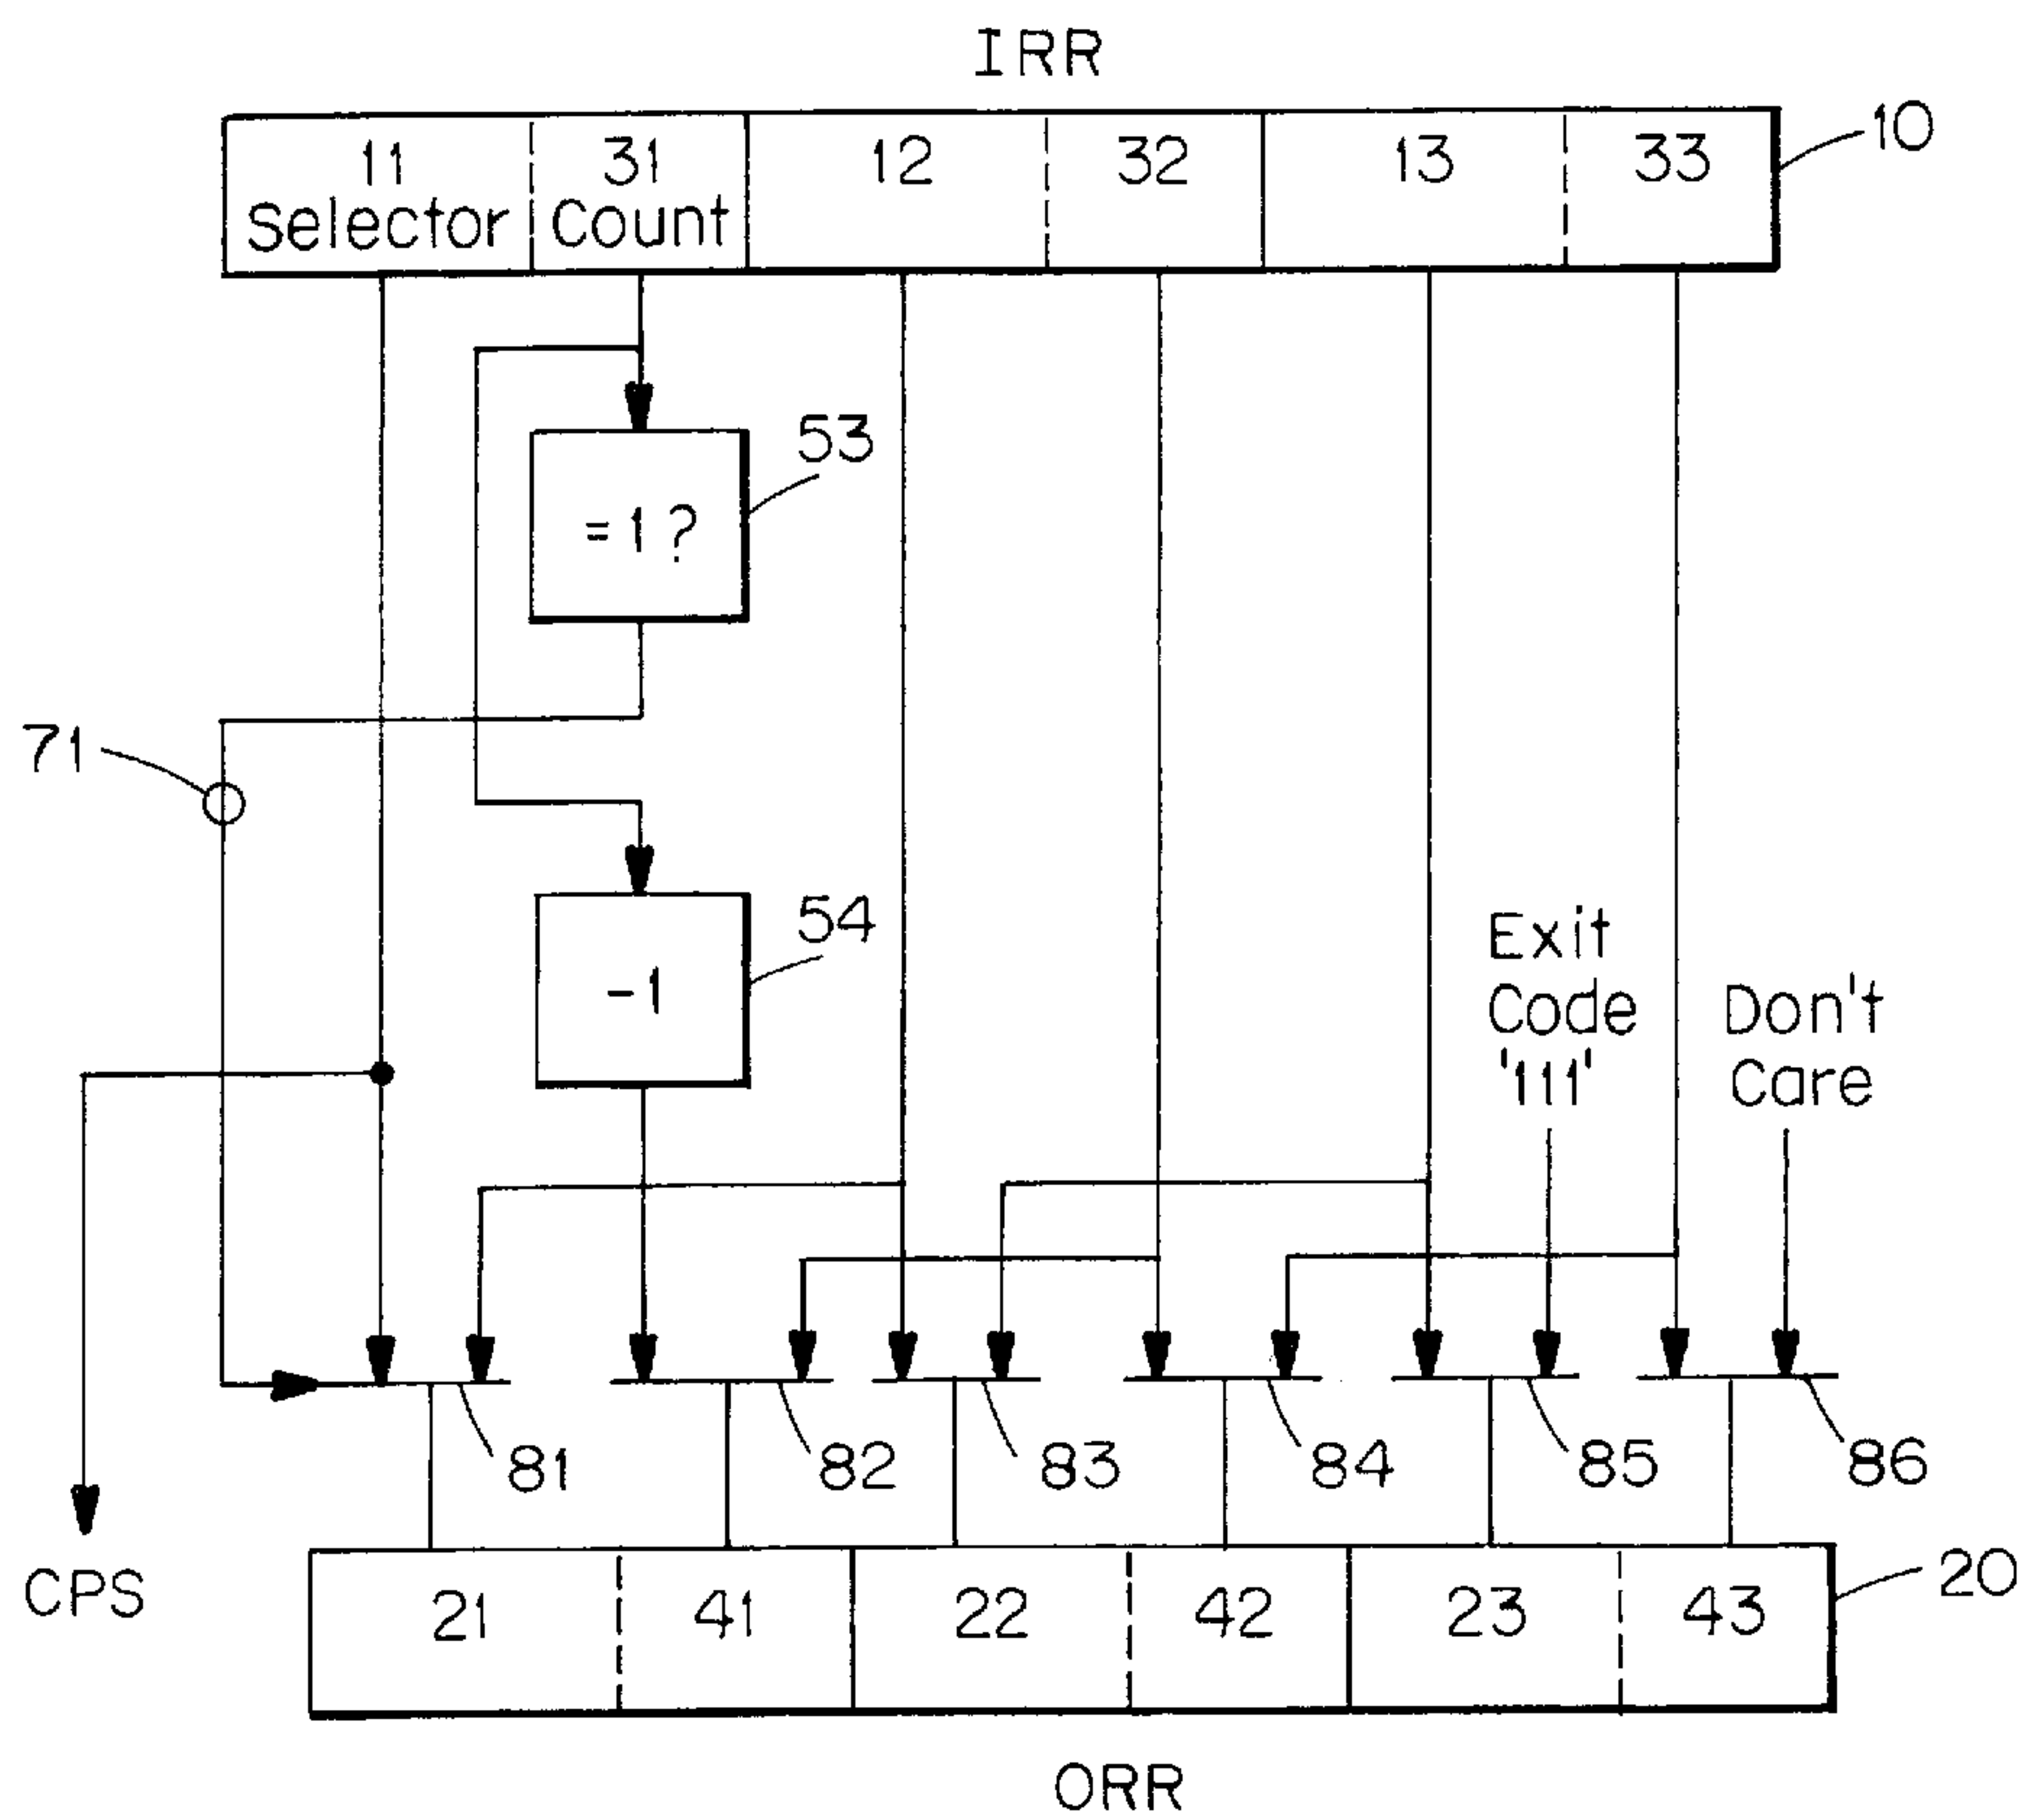 IRR
10
11 31 12 32 13 33
Selector Count
53
=1?
71
54
-1
Exit
Code
'111'
Don't
Care
81 82 83 84 85 86
CPS
21 41 22 42 23 43
20
ORR